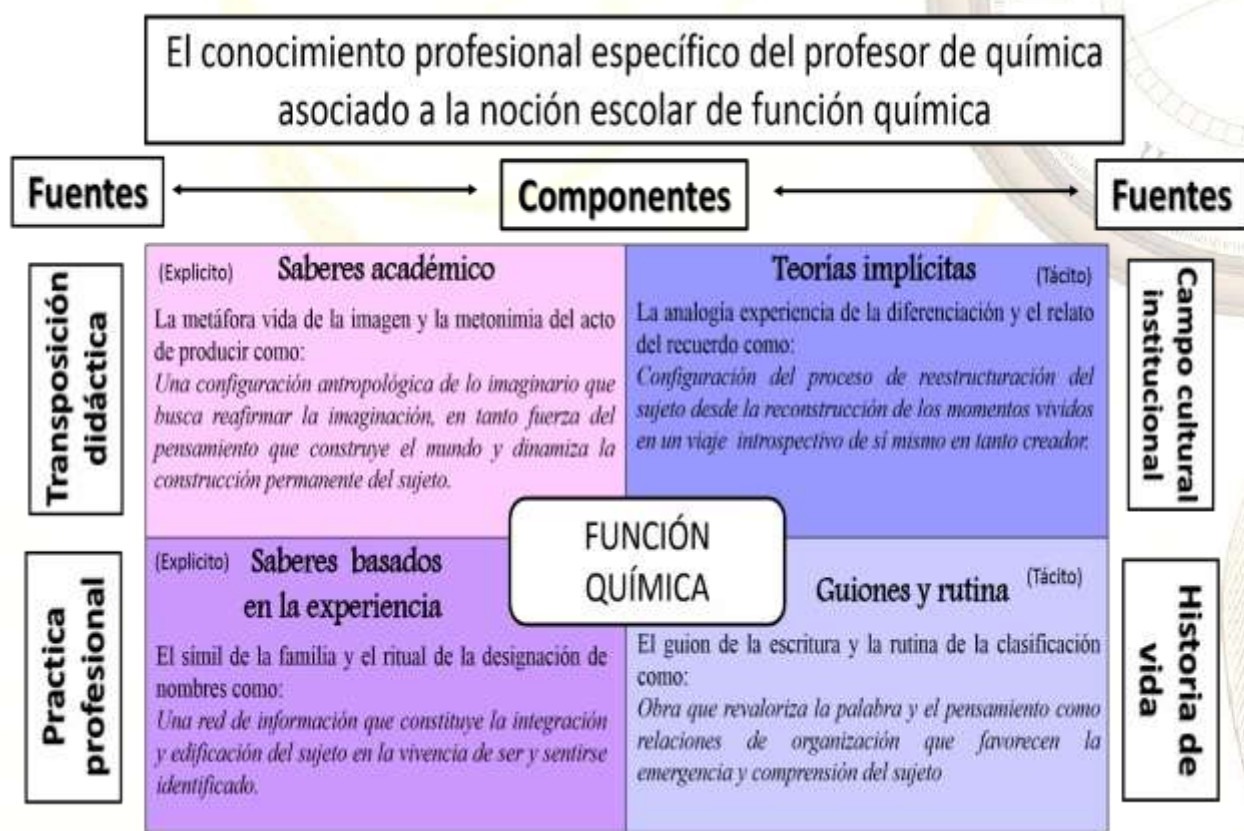 El conocimiento profesional específico del profesor de química
asociado a la noción escolar de función química
Fuentes
Componentes
Fuentes
Transposición
didáctica
(Explicito) Saberes académico
La metáfora vida de la imagen y la metonimia del acto
de producir como:
Una configuración antropológica de lo imaginario que
busca reafirmar la imaginación, en tanto fuerza del
pensamiento que construye el mundo y dinamiza la
construcción permanente del sujeto.
Teorías implícitas (Tácito)
La analogía experiencia de la diferenciación y el relato
del recuerdo como:
Configuración del proceso de reestructuración del
sujeto desde la reconstrucción de los momentos vividos
en un viaje introspectivo de sí mismo en tanto creador.
Campo cultural
institucional
FUNCIÓN
QUÍMICA
Practica
profesional
(Explicito) Saberes basados
en la experiencia
El símil de la familia y el ritual de la designación de
nombres como:
Una red de información que constituye la integración
y edificación del sujeto en la vivencia de ser y sentirse
identificado.
Guiones y rutina (Tácito)
El guion de la escritura y la rutina de la clasificación
como:
Obra que revaloriza la palabra y el pensamiento como
relaciones de organización que favorecen la
emergencia y comprensión del sujeto
Historia de
vida